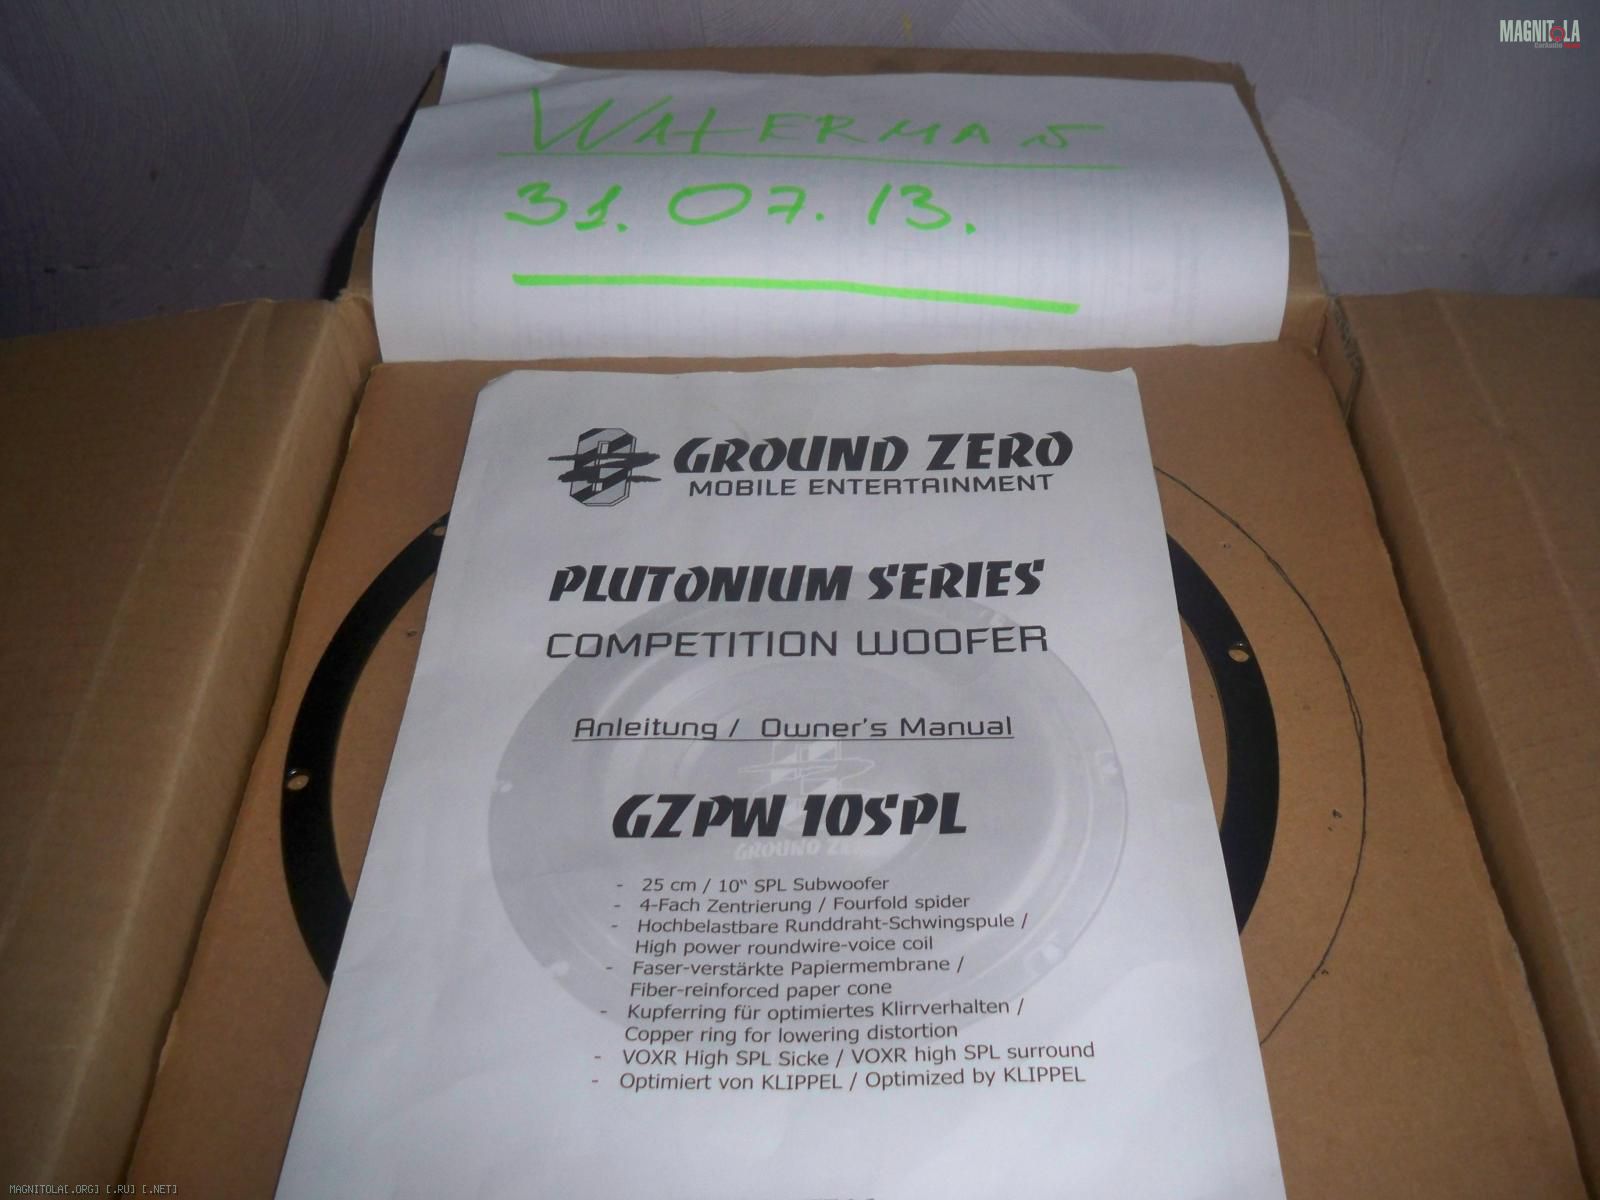 MAGNITOLA
WATERMAN
31.07.13.
GROUND ZERO
MOBILE ENTERTAINMENT
PLUTONIUM SERIES
COMPETITION WOOFER
Anleitung / Owner's Manual
GZPW 10SPL
GROUND ZERO
- 25 cm / 10“ SPL Subwoofer
- 4-Fach Zentrierung / Fourfold spider
- Hochbelastbare Runddraht-Schwingspule /
High power roundwire-voice coil
- Faser-verstärkte Papiermembrane /
Fiber-reinforced paper cone
- Kupferring für optimiertes Klirrverhalten /
Copper ring for lowering distortion
- VOXR High SPL Sicke / VOXR high SPL surround
- Optimiert von KLIPPEL / Optimized by KLIPPEL
MAGNITOLA[.ORG] [.RU] [.NET]